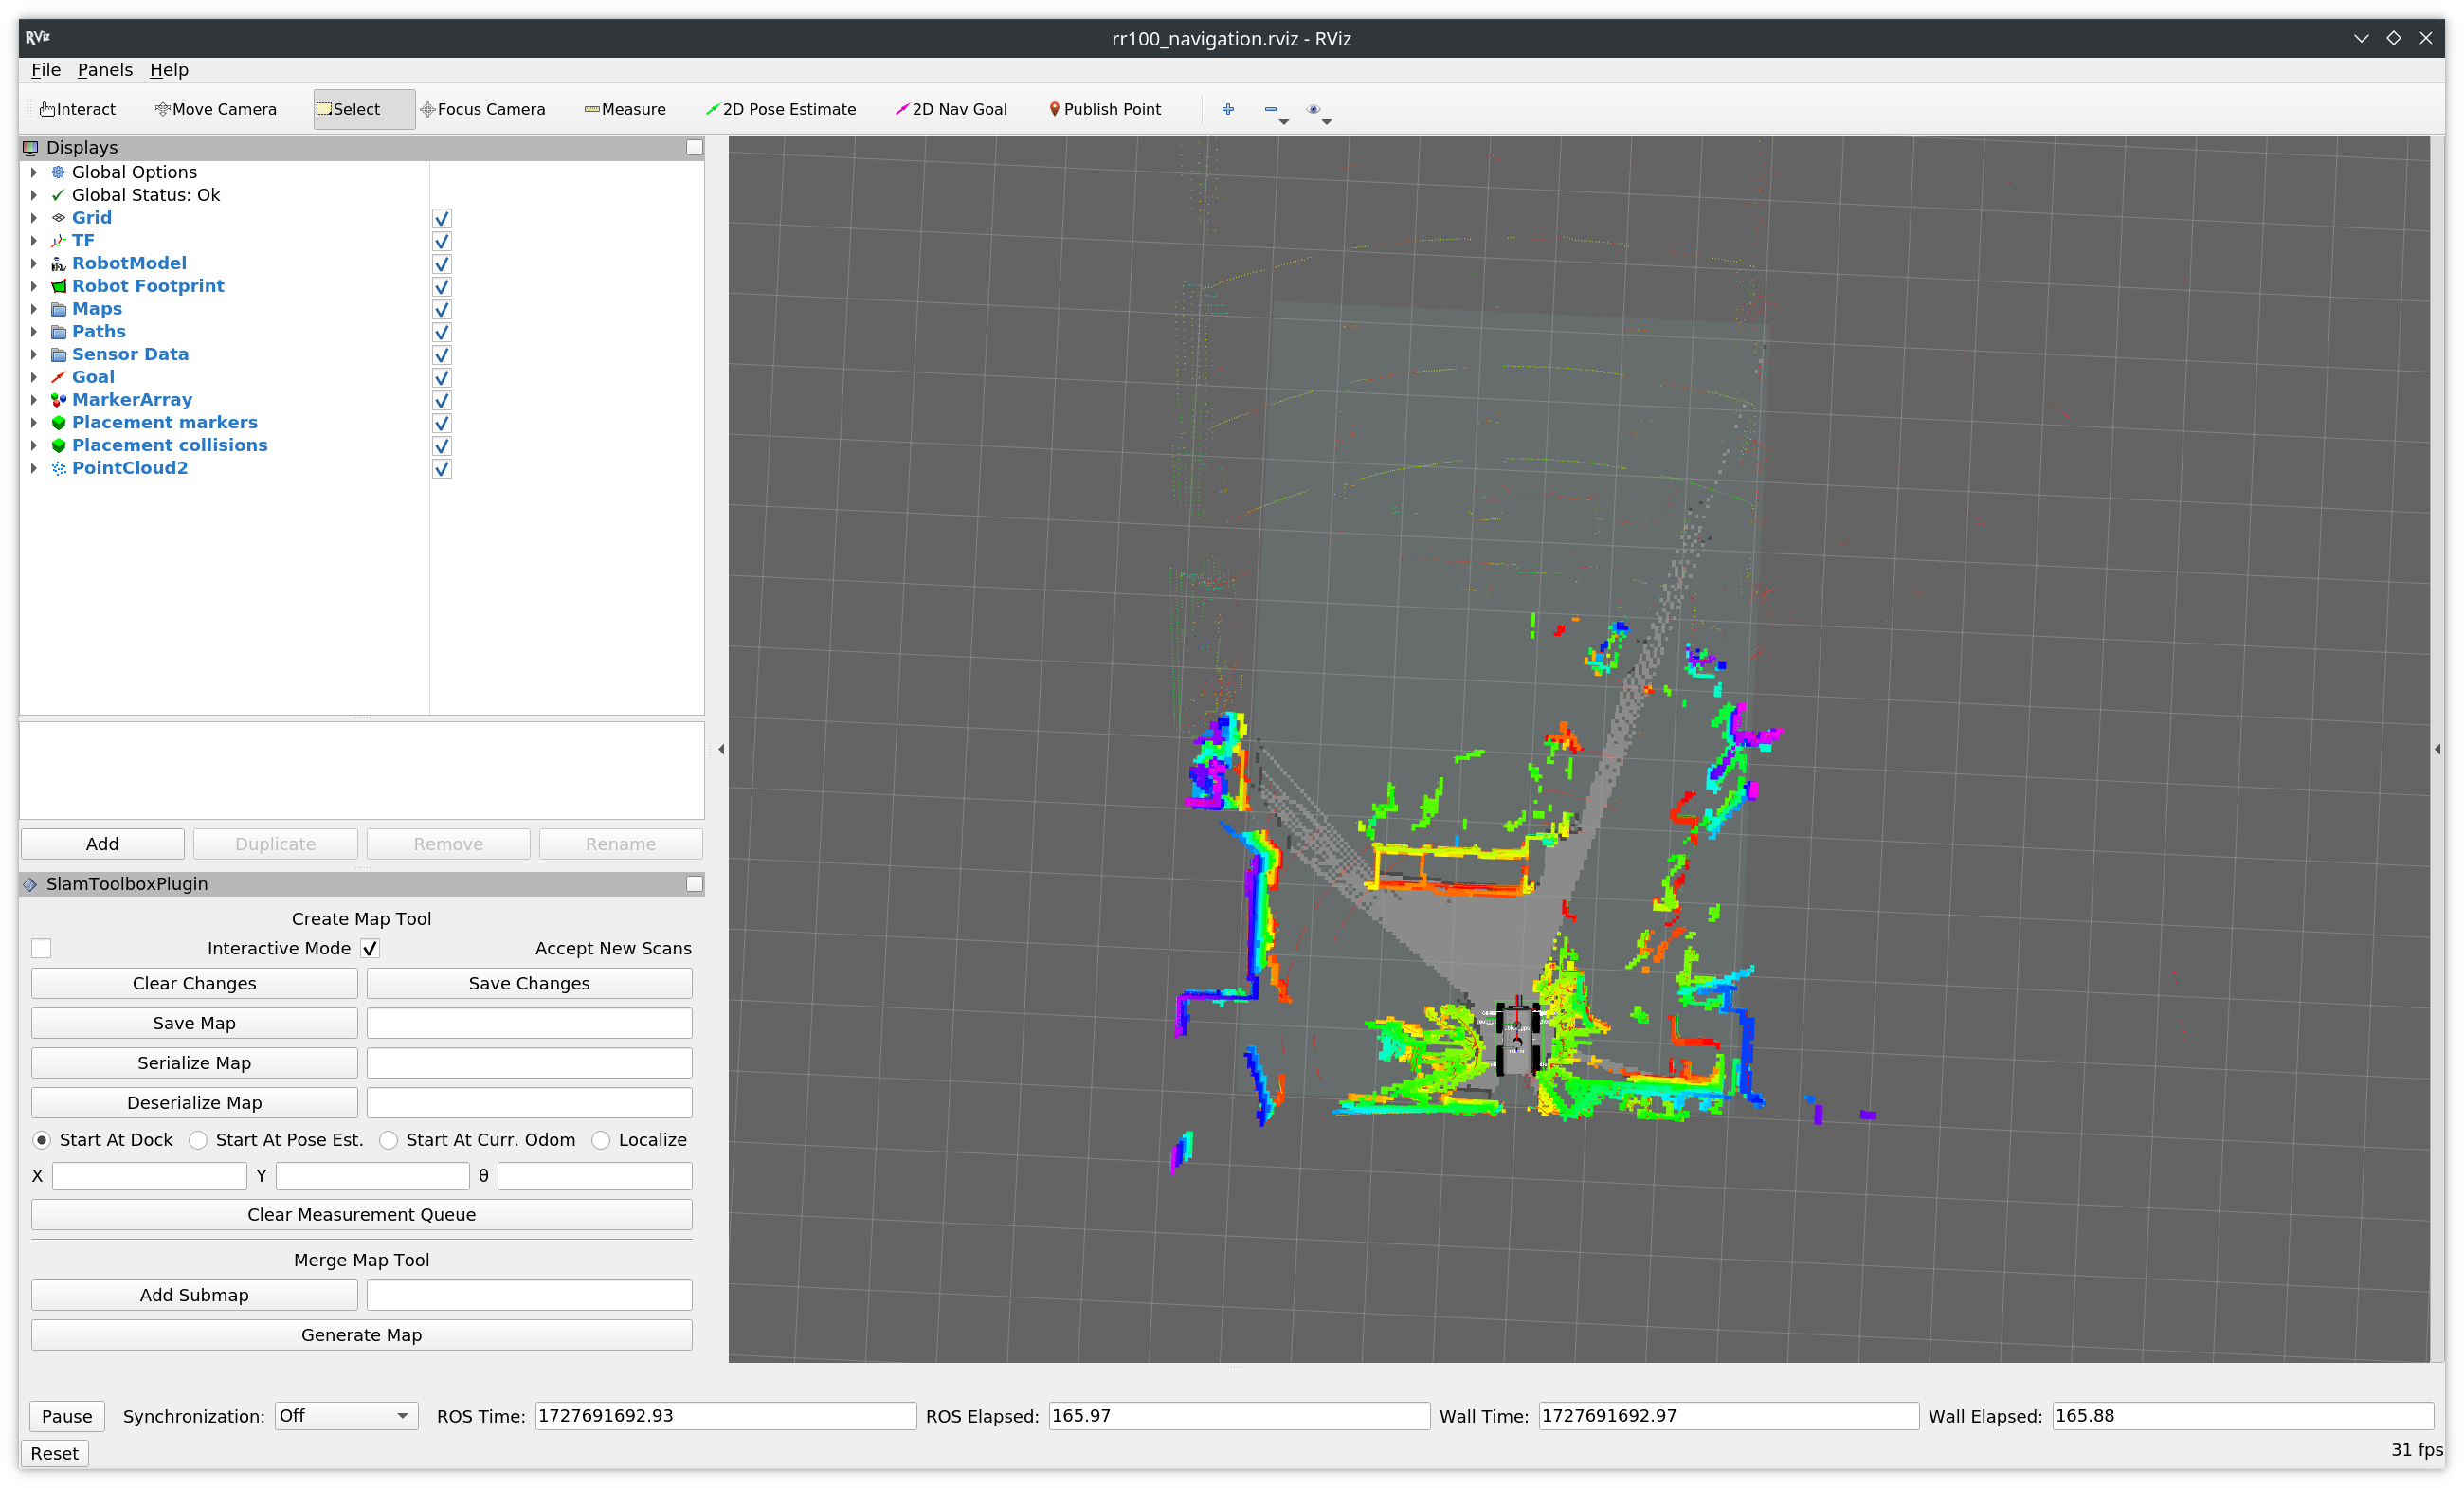 RViz
rr100_navigation.rviz - RViz
File Panels Help
Interact Move Camera Select Focus Camera Measure 2D Pose Estimate 2D Nav Goal Publish Point
Displays
Global Options
Global Status: Ok
Grid
TF
RobotModel
Robot Footprint
Maps
Paths
Sensor Data
Goal
MarkerArray
Placement markers
Placement collisions
PointCloud2
Add Duplicate Remove Rename
SlamToolboxPlugin
Create Map Tool
Interactive Mode Accept New Scans
Clear Changes Save Changes
Save Map
Serialize Map
Deserialize Map
Start At Dock Start At Pose Est. Start At Curr. Odom Localize
X Y θ
Clear Measurement Queue
Merge Map Tool
Add Submap
Generate Map
Pause Synchronization: Off ROS Time: 1727691692.93 ROS Elapsed: 165.97 Wall Time: 1727691692.97 Wall Elapsed: 165.88
Reset 31 fps